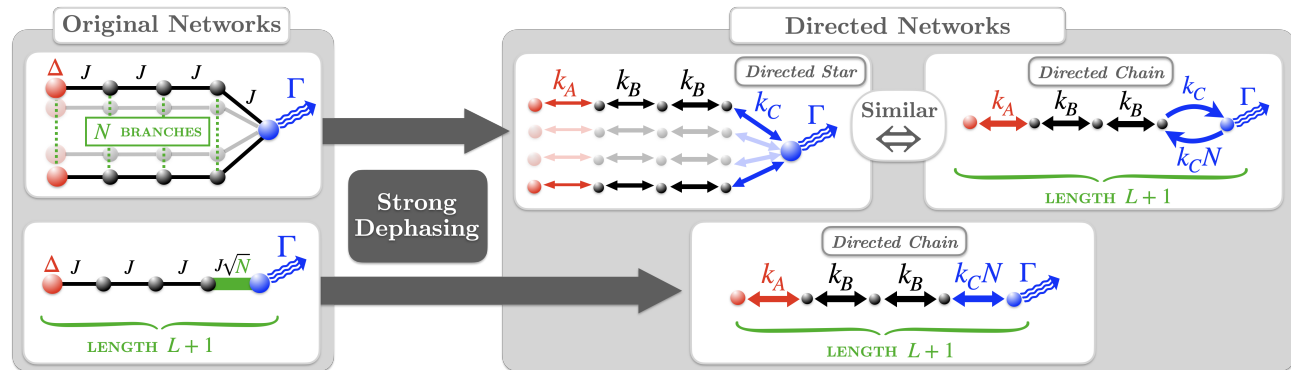 Original Networks
Directed Networks
Δ
J
J
J
J
Γ
N BRANCHES
Strong
Dephasing
Directed Star
k_A
k_B
k_B
k_C
Γ
Similar
Directed Chain
k_A
k_B
k_B
k_C
k_C N
Γ
LENGTH L + 1
Δ
J
J
J
J√N
Γ
LENGTH L + 1
Directed Chain
k_A
k_B
k_B
k_C N
Γ
LENGTH L + 1